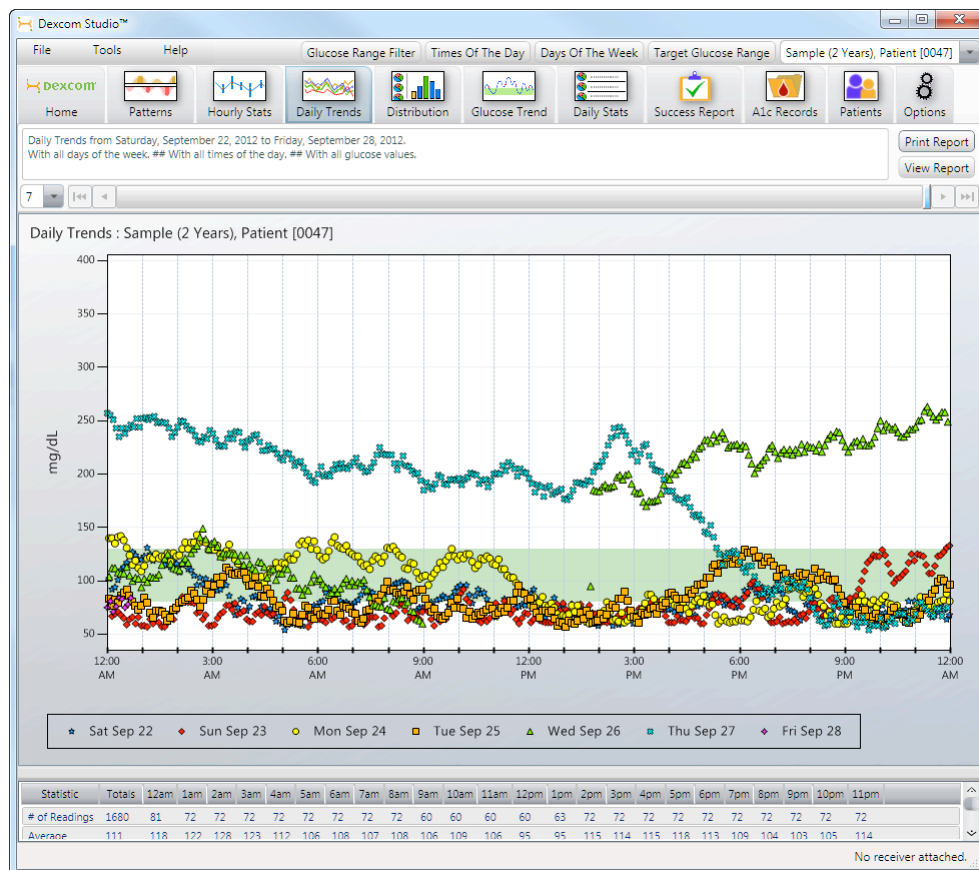 Dexcom Studio™
File Tools Help Glucose Range Filter Times Of The Day Days Of The Week Target Glucose Range Sample (2 Years), Patient [0047]
Dexcom
Home Patterns Hourly Stats Daily Trends Distribution Glucose Trend Daily Stats Success Report A1c Records Patients Options
Daily Trends from Saturday, September 22, 2012 to Friday, September 28, 2012.
With all days of the week. ## With all times of the day. ## With all glucose values.
Print Report
View Report
7
Daily Trends : Sample (2 Years), Patient [0047]
400
350
300
250
200
150
100
50
mg/dL
12:00 AM 3:00 AM 6:00 AM 9:00 AM 12:00 PM 3:00 PM 6:00 PM 9:00 PM 12:00 AM
Sat Sep 22 Sun Sep 23 Mon Sep 24 Tue Sep 25 Wed Sep 26 Thu Sep 27 Fri Sep 28
Statistic Totals 12am 1am 2am 3am 4am 5am 6am 7am 8am 9am 10am 11am 12pm 1pm 2pm 3pm 4pm 5pm 6pm 7pm 8pm 9pm 10pm 11pm
# of Readings 1680 81 72 72 72 72 72 72 72 72 60 60 60 60 63 72 72 72 72 72 72 72 72 72 72
Average 111 118 122 128 123 112 106 108 107 108 106 109 106 95 95 115 114 115 118 113 109 104 103 105 114
No receiver attached.